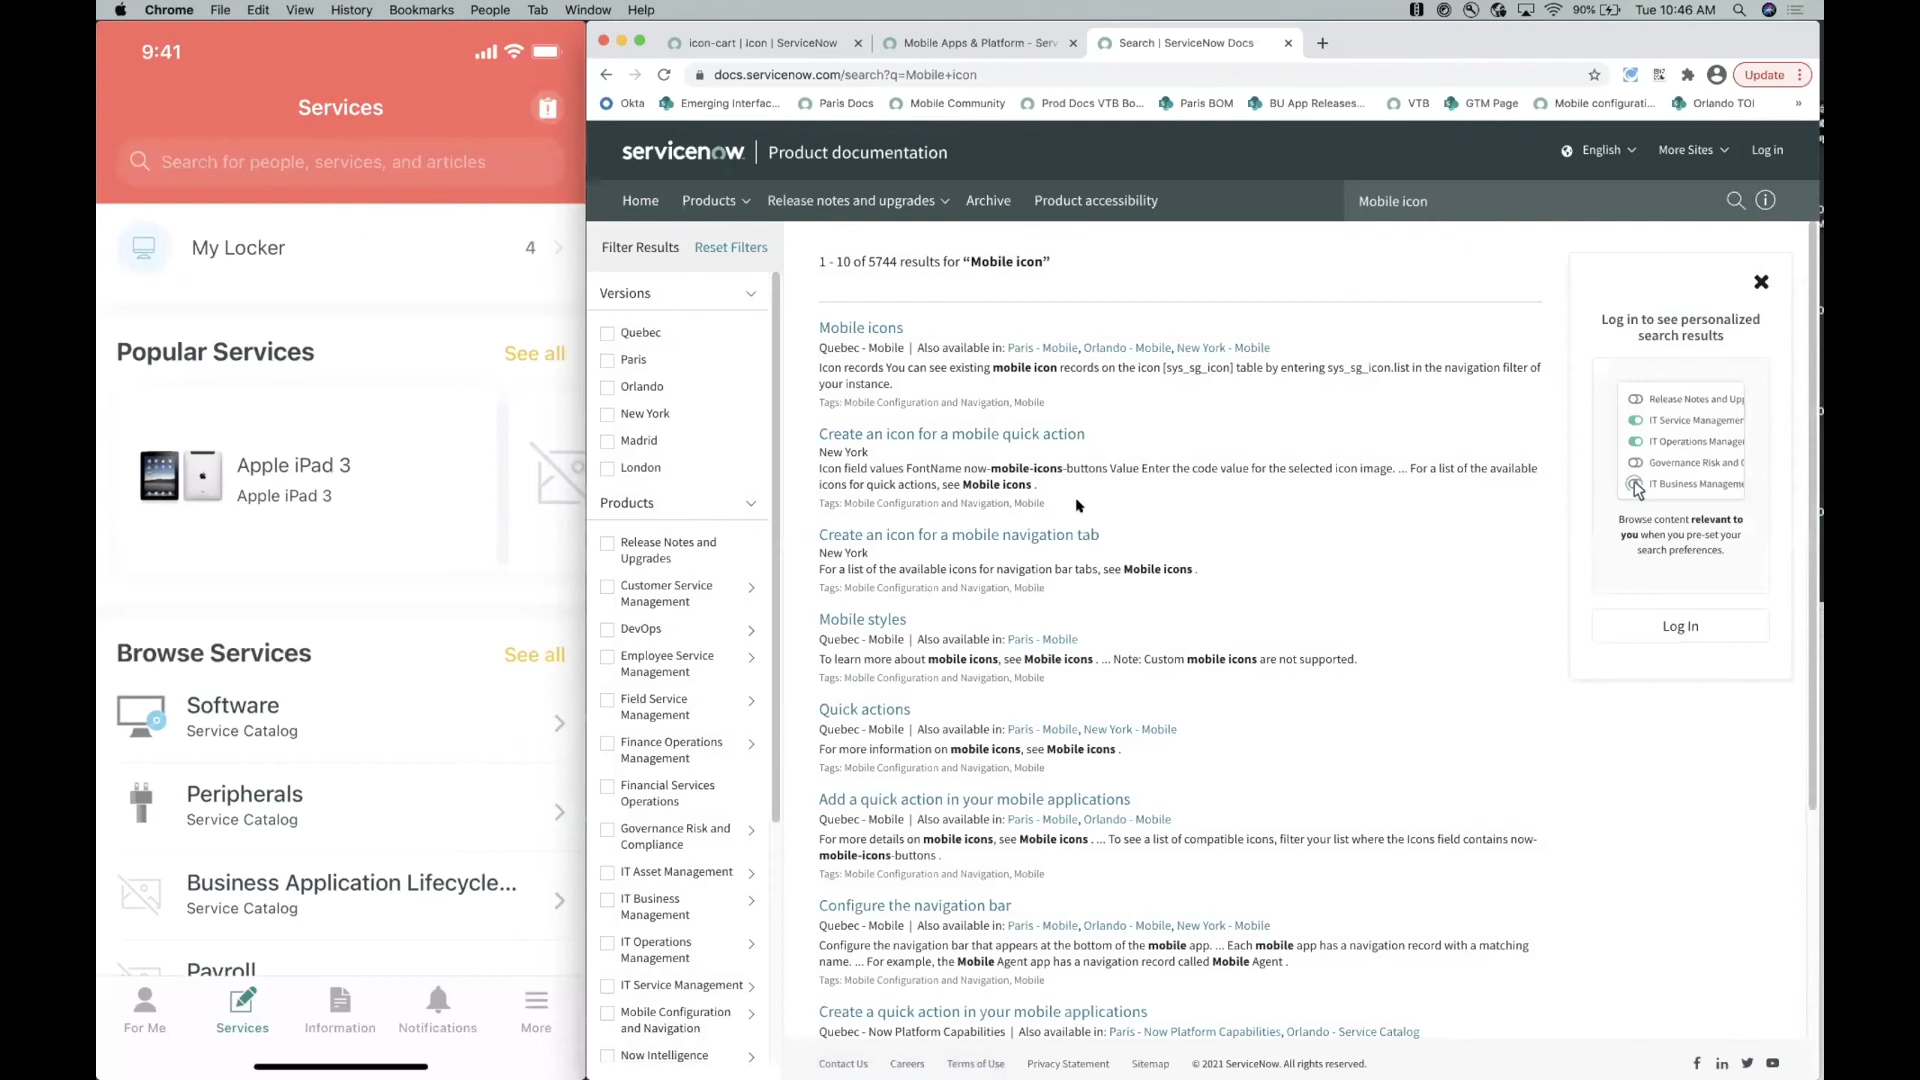 Chrome File Edit View History Bookmarks People Tab Window Help
90% Tue 10:46 AM
9:41
Services
Search for people, services, and articles
My Locker 4
Popular Services See all
Apple iPad 3
Apple iPad 3
Browse Services See all
Software
Service Catalog
Peripherals
Service Catalog
Business Application Lifecycle...
Service Catalog
Payroll
For Me Services Information Notifications More
icon-cart | Icon | ServiceNow
Mobile Apps & Platform - Serv
Search | ServiceNow Docs
docs.servicenow.com/search?q=Mobile+icon
Update
Okta Emerging Interfac... Paris Docs Mobile Community Prod Docs VTB Bo... Paris BOM BU App Releases... VTB GTM Page Mobile configurati... Orlando TOI »
servicenow Product documentation
English More Sites Log in
Home Products Release notes and upgrades Archive Product accessibility
Mobile icon
Filter Results Reset Filters
Versions
Quebec
Paris
Orlando
New York
Madrid
London
Products
Release Notes and
Upgrades
Customer Service
Management
DevOps
Employee Service
Management
Field Service
Management
Finance Operations
Management
Financial Services
Operations
Governance Risk and
Compliance
IT Asset Management
IT Business
Management
IT Operations
Management
IT Service Management
Mobile Configuration
and Navigation
Now Intelligence
1 - 10 of 5744 results for “Mobile icon”
Mobile icons
Quebec - Mobile | Also available in: Paris - Mobile, Orlando - Mobile, New York - Mobile
Icon records You can see existing mobile icon records on the icon [sys_sg_icon] table by entering sys_sg_icon.list in the navigation filter of
your instance.
Tags: Mobile Configuration and Navigation, Mobile
Create an icon for a mobile quick action
New York
Icon field values FontName now-mobile-icons-buttons Value Enter the code value for the selected icon image. ... For a list of the available
icons for quick actions, see Mobile icons .
Tags: Mobile Configuration and Navigation, Mobile
Create an icon for a mobile navigation tab
New York
For a list of the available icons for navigation bar tabs, see Mobile icons .
Tags: Mobile Configuration and Navigation, Mobile
Mobile styles
Quebec - Mobile | Also available in: Paris - Mobile
To learn more about mobile icons, see Mobile icons . ... Note: Custom mobile icons are not supported.
Tags: Mobile Configuration and Navigation, Mobile
Quick actions
Quebec - Mobile | Also available in: Paris - Mobile, New York - Mobile
For more information on mobile icons, see Mobile icons .
Tags: Mobile Configuration and Navigation, Mobile
Add a quick action in your mobile applications
Quebec - Mobile | Also available in: Paris - Mobile, Orlando - Mobile
For more details on mobile icons, see Mobile icons . ... To see a list of compatible icons, filter your list where the Icons field contains now-
mobile-icons-buttons .
Tags: Mobile Configuration and Navigation, Mobile
Configure the navigation bar
Quebec - Mobile | Also available in: Paris - Mobile, Orlando - Mobile, New York - Mobile
Configure the navigation bar that appears at the bottom of the mobile app. ... Each mobile app has a navigation record with a matching
name. ... For example, the Mobile Agent app has a navigation record called Mobile Agent .
Tags: Mobile Configuration and Navigation, Mobile
Create a quick action in your mobile applications
Quebec - Now Platform Capabilities | Also available in: Paris - Now Platform Capabilities, Orlando - Service Catalog
Log in to see personalized
search results
Release Notes and Upg
IT Service Managemen
IT Operations Manage
Governance Risk and C
IT Business Manageme
Browse content relevant to
you when you pre-set your
search preferences.
Log In
Contact Us Careers Terms of Use Privacy Statement Sitemap © 2021 ServiceNow. All rights reserved.